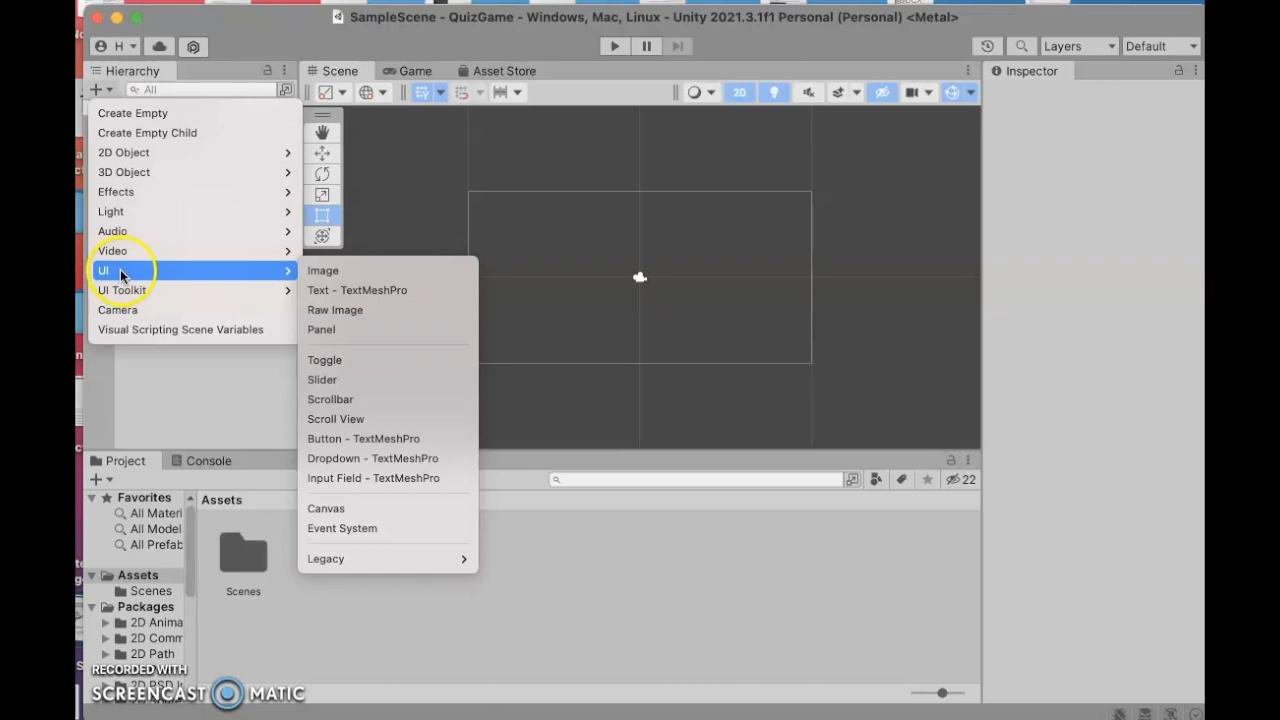 SampleScene - QuizGame - Windows, Mac, Linux - Unity 2021.3.1f1 Personal (Personal) <Metal>
H
Layers
Default
Hierarchy
Scene
Game
Asset Store
Inspector
All
2D
Create Empty
Create Empty Child
2D Object
3D Object
Effects
Light
Audio
Video
UI
UI Toolkit
Camera
Visual Scripting Scene Variables
Image
Text - TextMeshPro
Raw Image
Panel
Toggle
Slider
Scrollbar
Scroll View
Button - TextMeshPro
Dropdown - TextMeshPro
Input Field - TextMeshPro
Canvas
Event System
Legacy
Project
Console
22
Favorites
All Materi
All Model
All Prefab
Assets
Scenes
Packages
2D Anima
2D Comm
2D Path
Assets
Scenes
RECORDED WITH
SCREENCAST MATIC